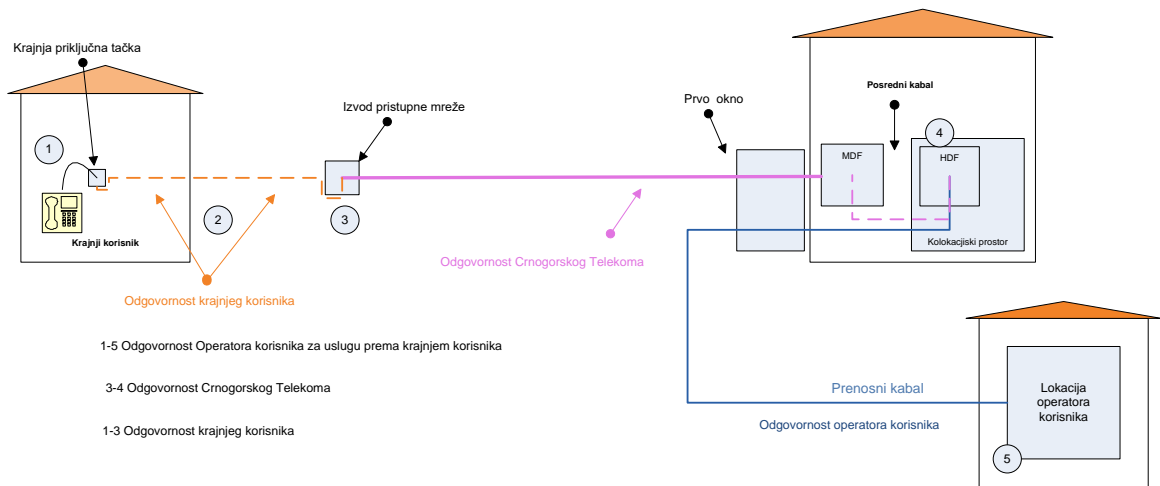 Krajnja priključna tačka
Izvod pristupne mreže
Prvo okno
Posredni kabal
1
4
MDF
HDF
2
3
Krajnji korisnik
Kolokacjiski prostor
Odgovornost Crnogorskog Telekoma
Odgovornost krajnjeg korisnika
1-5 Odgovornost Operatora korisnika za uslugu prema krajnjem korisnika
3-4 Odgovornost Crnogorskog Telekoma
1-3 Odgovornost krajnjeg korisnika
Prenosni kabal
Odgovornost operatora korisnika
Lokacija
operatora
korisnika
5